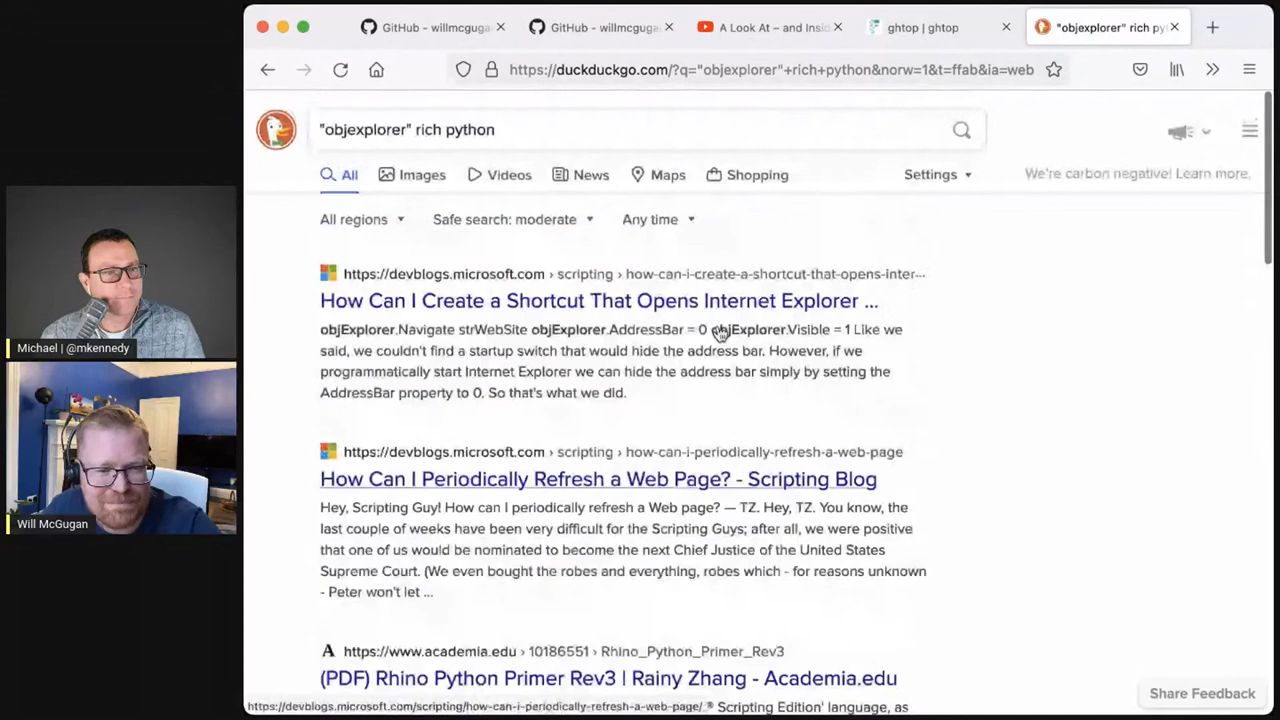 GitHub - willmcguga
GitHub - willmcguga
A Look At – and Insid
ghtop | ghtop
"objexplorer" rich pyt
https://duckduckgo.com/?q="objexplorer"+rich+python&norw=1&t=ffab&ia=web
"objexplorer" rich python
All
Images
Videos
News
Maps
Shopping
Settings
We're carbon negative! Learn more.
All regions
Safe search: moderate
Any time
https://devblogs.microsoft.com › scripting › how-can-i-create-a-shortcut-that-opens-inter...
How Can I Create a Shortcut That Opens Internet Explorer ...
objExplorer.Navigate strWebSite objExplorer.AddressBar = 0 objExplorer.Visible = 1 Like we
said, we couldn't find a startup switch that would hide the address bar. However, if we
programmatically start Internet Explorer we can hide the address bar simply by setting the
AddressBar property to 0. So that's what we did.
https://devblogs.microsoft.com › scripting › how-can-i-periodically-refresh-a-web-page
How Can I Periodically Refresh a Web Page? - Scripting Blog
Hey, Scripting Guy! How can I periodically refresh a Web page? — TZ. Hey, TZ. You know, the
last couple of weeks have been very difficult for the Scripting Guys; after all, we were positive
that one of us would be nominated to become the next Chief Justice of the United States
Supreme Court. (We even bought the robes and everything, robes which - for reasons unknown
- Peter won't let ...
A https://www.academia.edu › 10186551 › Rhino_Python_Primer_Rev3
(PDF) Rhino Python Primer Rev3 | Rainy Zhang - Academia.edu
https://devblogs.microsoft.com/scripting/how-can-i-periodically-refresh-a-web-page/ ® Scripting Edition' language, as
Share Feedback
Michael | @mkennedy
Will McGugan